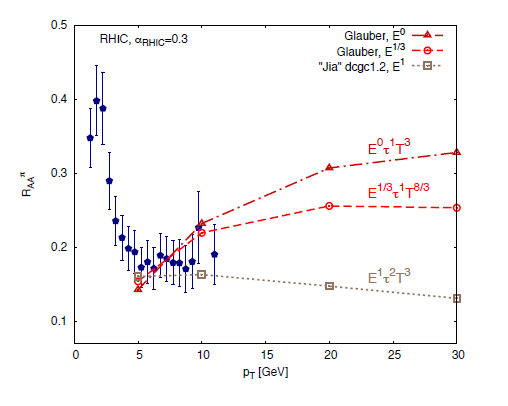 0.5
0.4
0.3
0.2
0.1
0
5
10
15
20
25
30
R_AA^π
p_T [GeV]
RHIC, α_RHIC=0.3
Glauber, E^0
Glauber, E^1/3
"Jia" dcgc1.2, E^1
E^0τ^1T^3
E^1/3τ^1T^8/3
E^1τ^2T^3